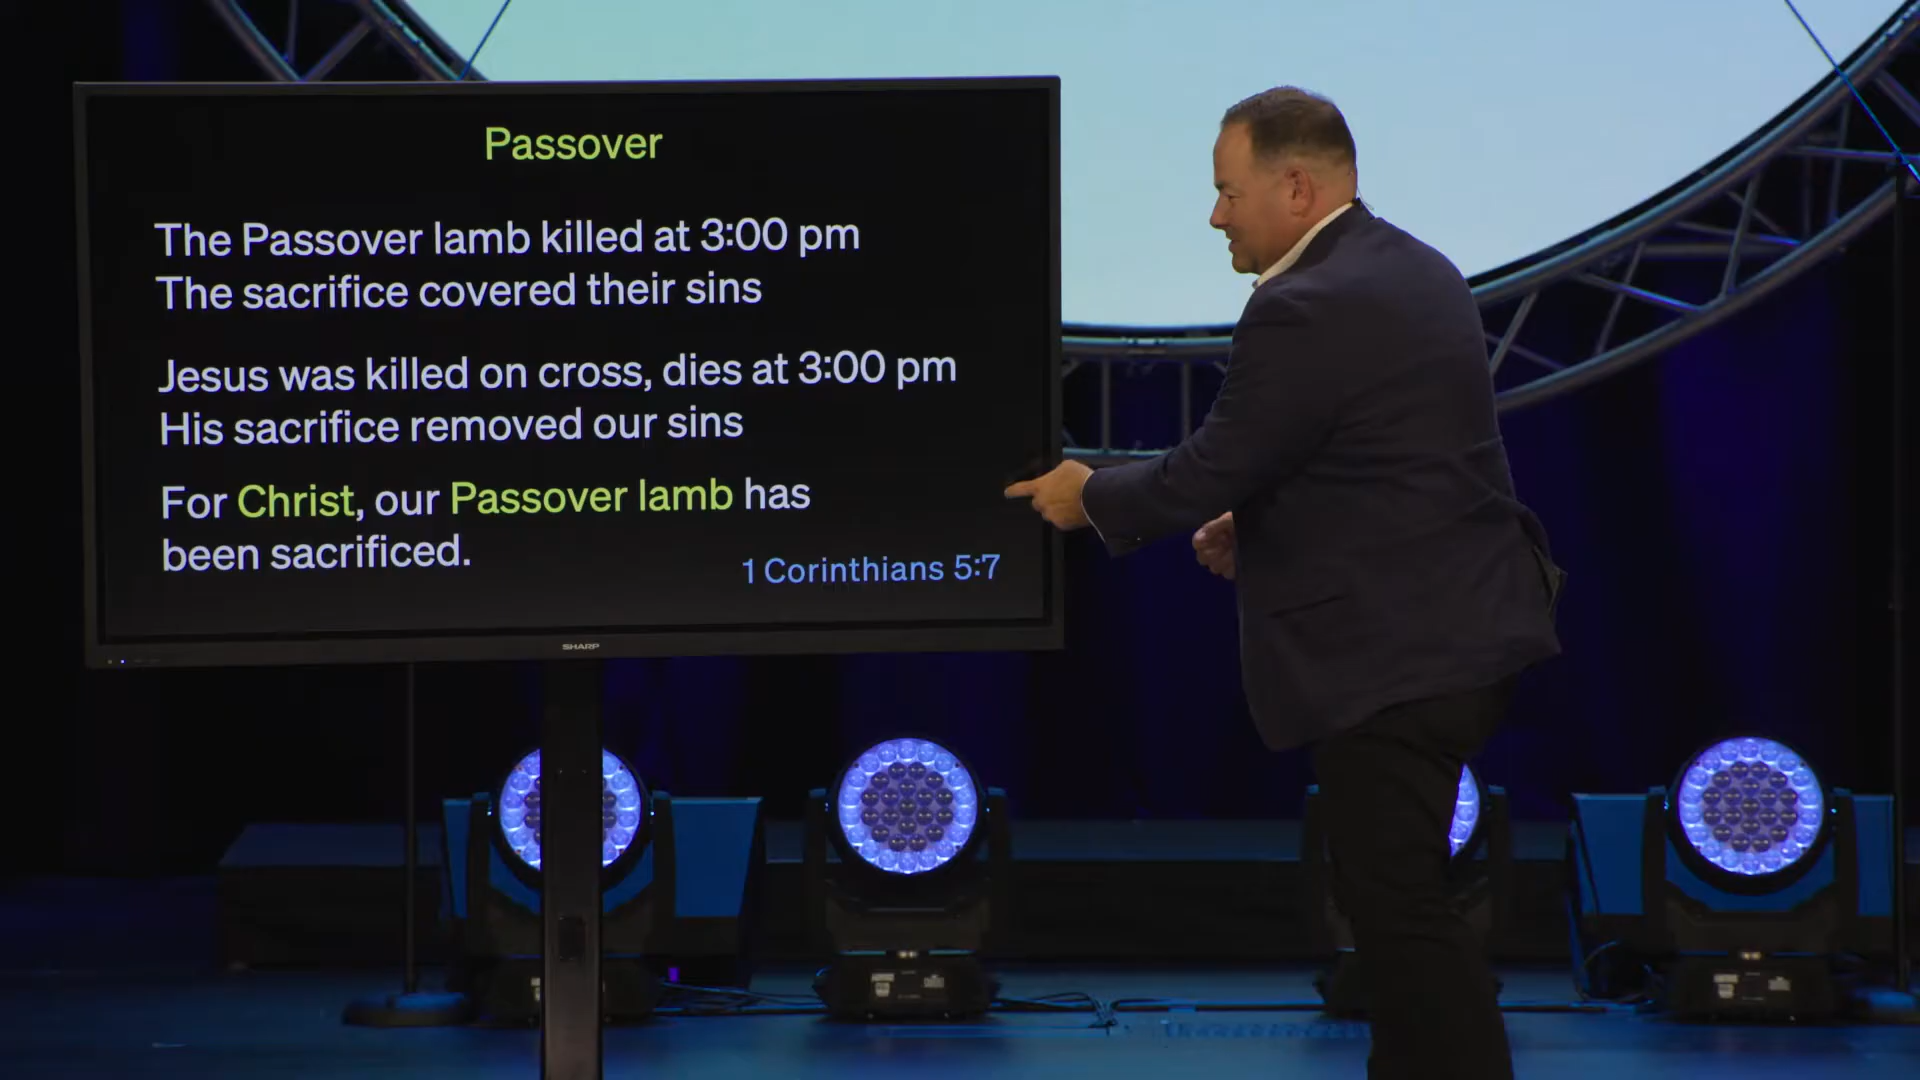 Passover
The Passover lamb killed at 3:00 pm
The sacrifice covered their sins
Jesus was killed on cross, dies at 3:00 pm
His sacrifice removed our sins
For Christ, our Passover lamb has
been sacrificed.
1 Corinthians 5:7
SHARP